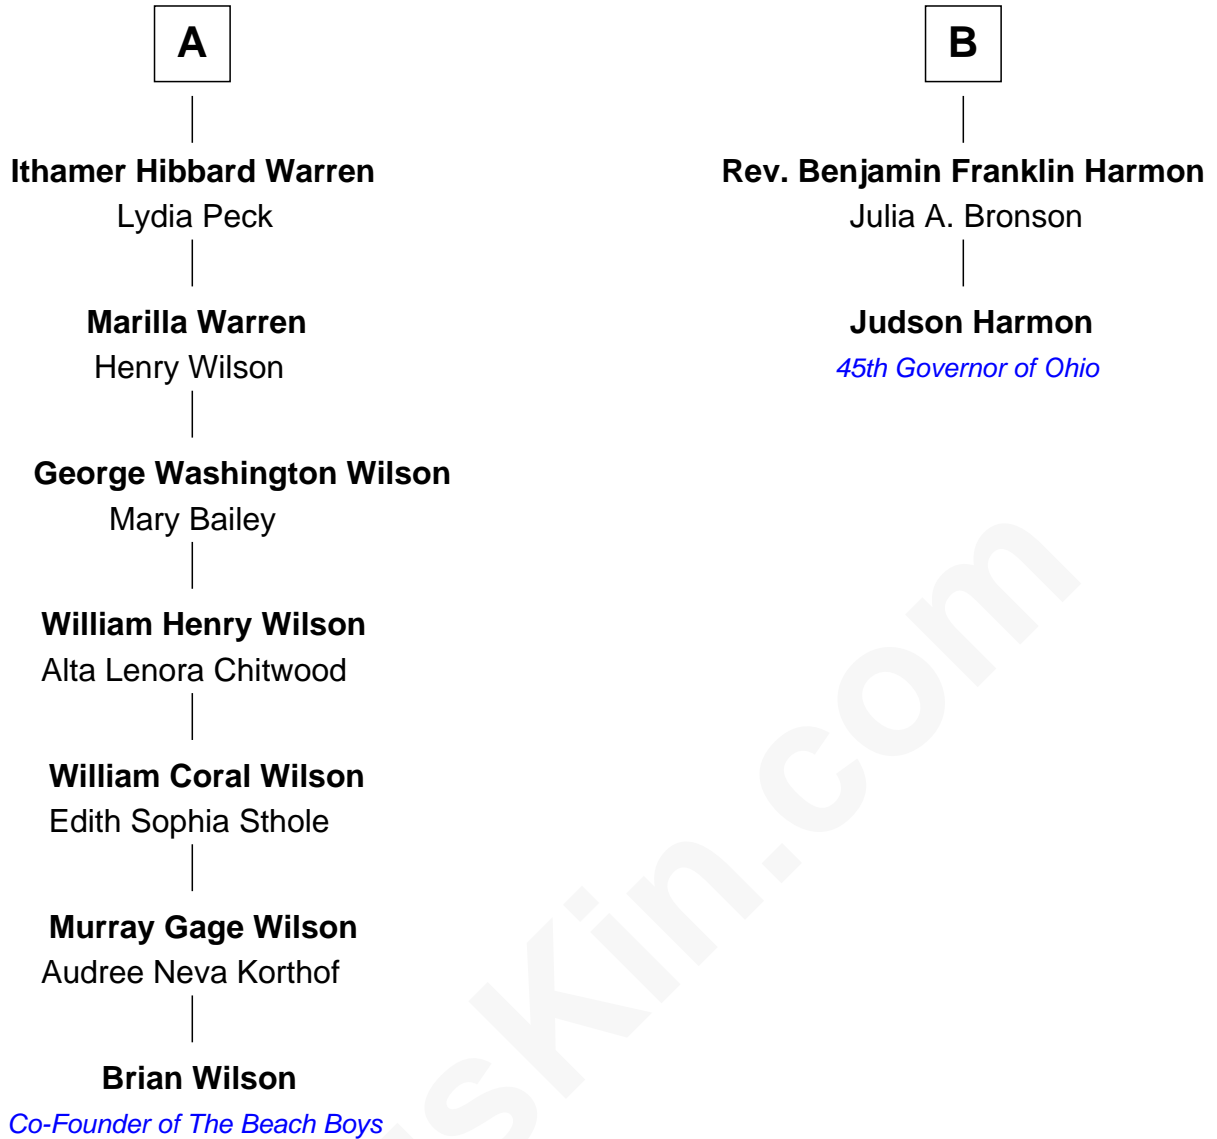 A
Ithamer Hibbard Warren
Lydia Peck
Marilla Warren
Henry Wilson
George Washington Wilson
Mary Bailey
William Henry Wilson
Alta Lenora Chitwood
William Coral Wilson
Edith Sophia Sthole
Murray Gage Wilson
Audree Neva Korthof
Brian Wilson
Co-Founder of The Beach Boys
B
Rev. Benjamin Franklin Harmon
Julia A. Bronson
Judson Harmon
45th Governor of Ohio